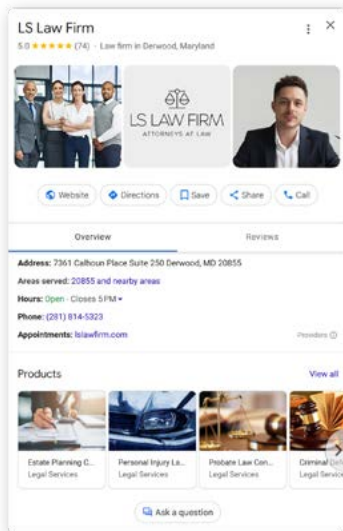 LS Law Firm
5.0 ★★★★★ (74) · Law firm in Derwood, Maryland
LS LAW FIRM
ATTORNEYS AT LAW
Website
Directions
Save
Share
Call
Overview
Reviews
Address: 7361 Calhoun Place Suite 250 Derwood, MD 20855
Areas served: 20855 and nearby areas
Hours: Open · Closes 5 PM
Phone: (281) 814-5323
Appointments: lslawfirm.com
Providers
Products
View all
Estate Planning C...
Legal Services
Personal Injury La...
Legal Services
Probate Law Con...
Legal Services
Criminal
Legal
Ask a question